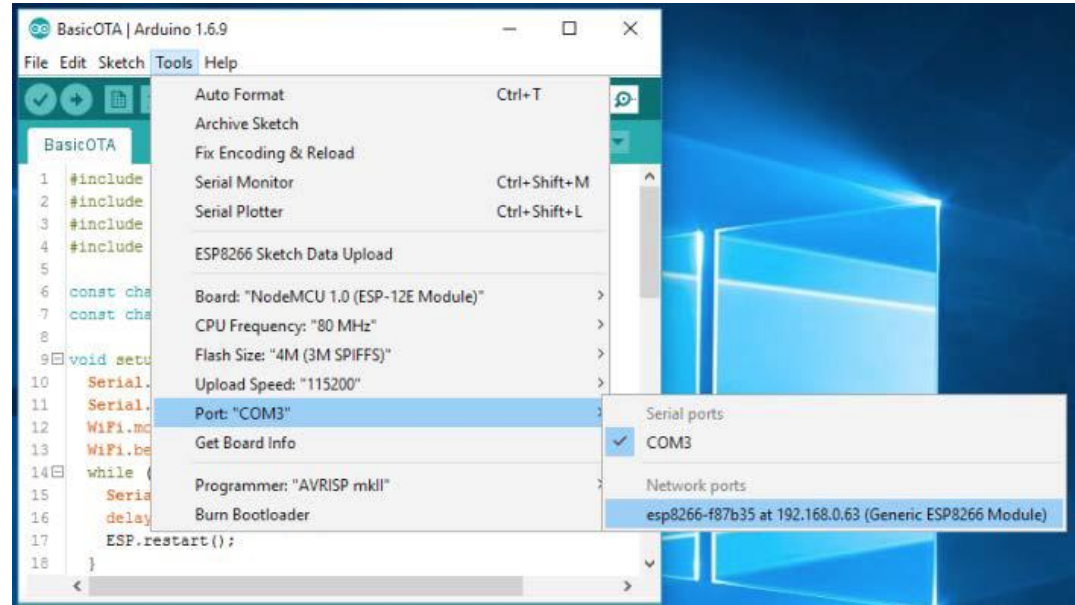 BasicOTA | Arduino 1.6.9
File Edit Sketch Tools Help
BasicOTA
Auto Format Ctrl+T
Archive Sketch
Fix Encoding & Reload
Serial Monitor Ctrl+Shift+M
Serial Plotter Ctrl+Shift+L
ESP8266 Sketch Data Upload
Board: "NodeMCU 1.0 (ESP-12E Module)"
CPU Frequency: "80 MHz"
Flash Size: "4M (3M SPIFFS)"
Upload Speed: "115200"
Port: "COM3"
Get Board Info
Programmer: "AVRISP mkII"
Burn Bootloader
Serial ports
COM3
Network ports
esp8266-f87b35 at 192.168.0.63 (Generic ESP8266 Module)
1 #include
2 #include
3 #include
4 #include
5
6 const cha
7 const cha
8
9 void setu
10 Serial.
11 Serial.
12 WiFi.mo
13 WiFi.be
14 while (
15 Seria
16 delay
17 ESP.restart();
18 }